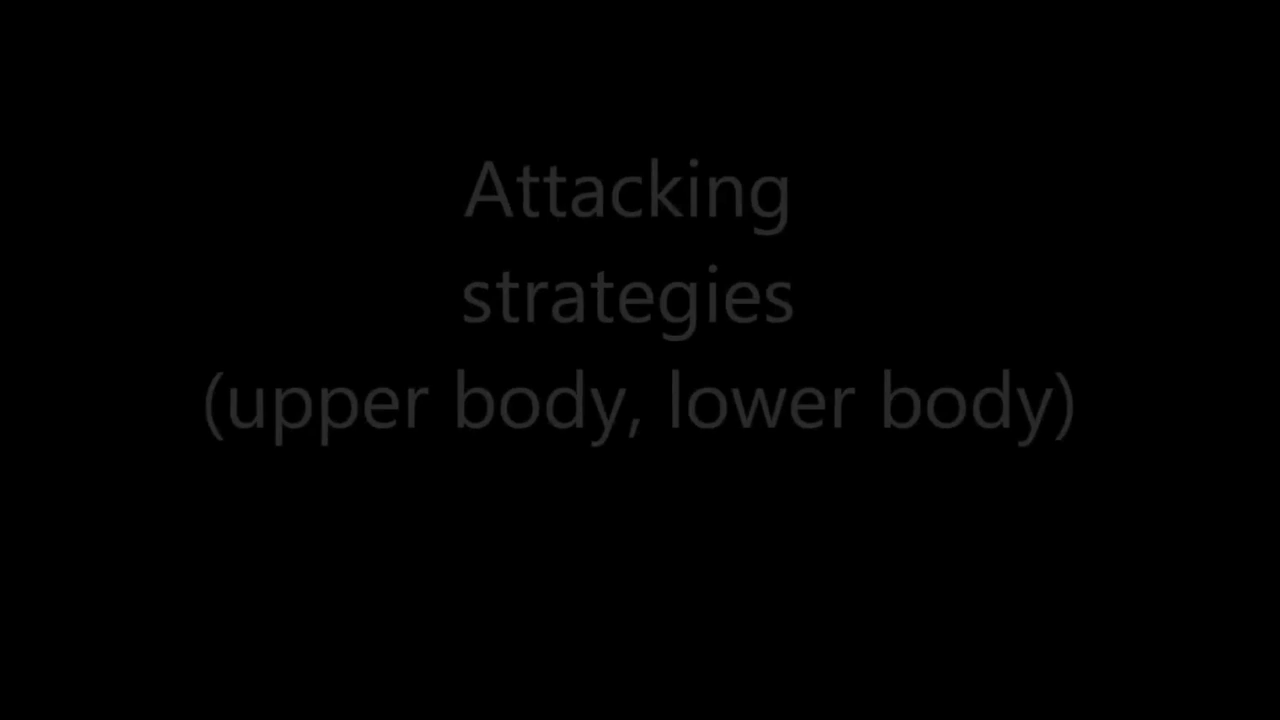 Attacking
strategies
(upper body, lower body)